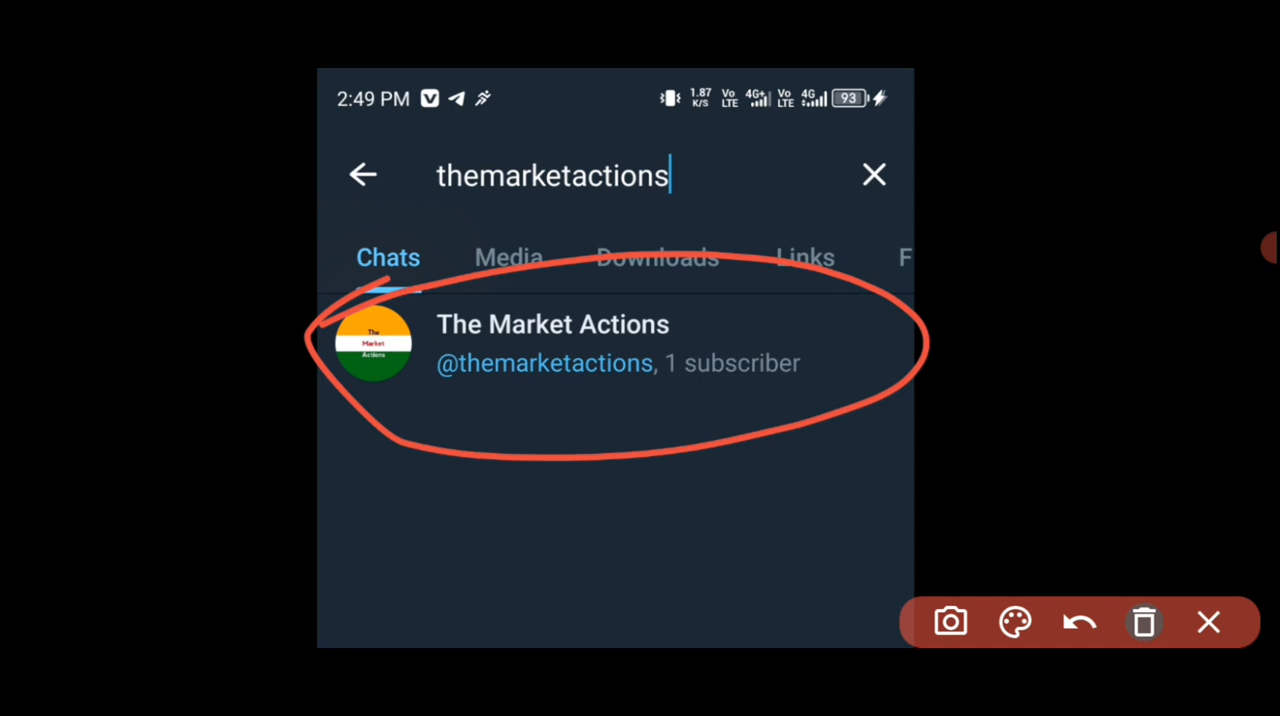 2:49 PM 1.87 K/S Vo LTE 4G+ Vo LTE 4G 93
themarketactions
Chats Media Downloads Links F
The
Market
Actions
The Market Actions
@themarketactions, 1 subscriber